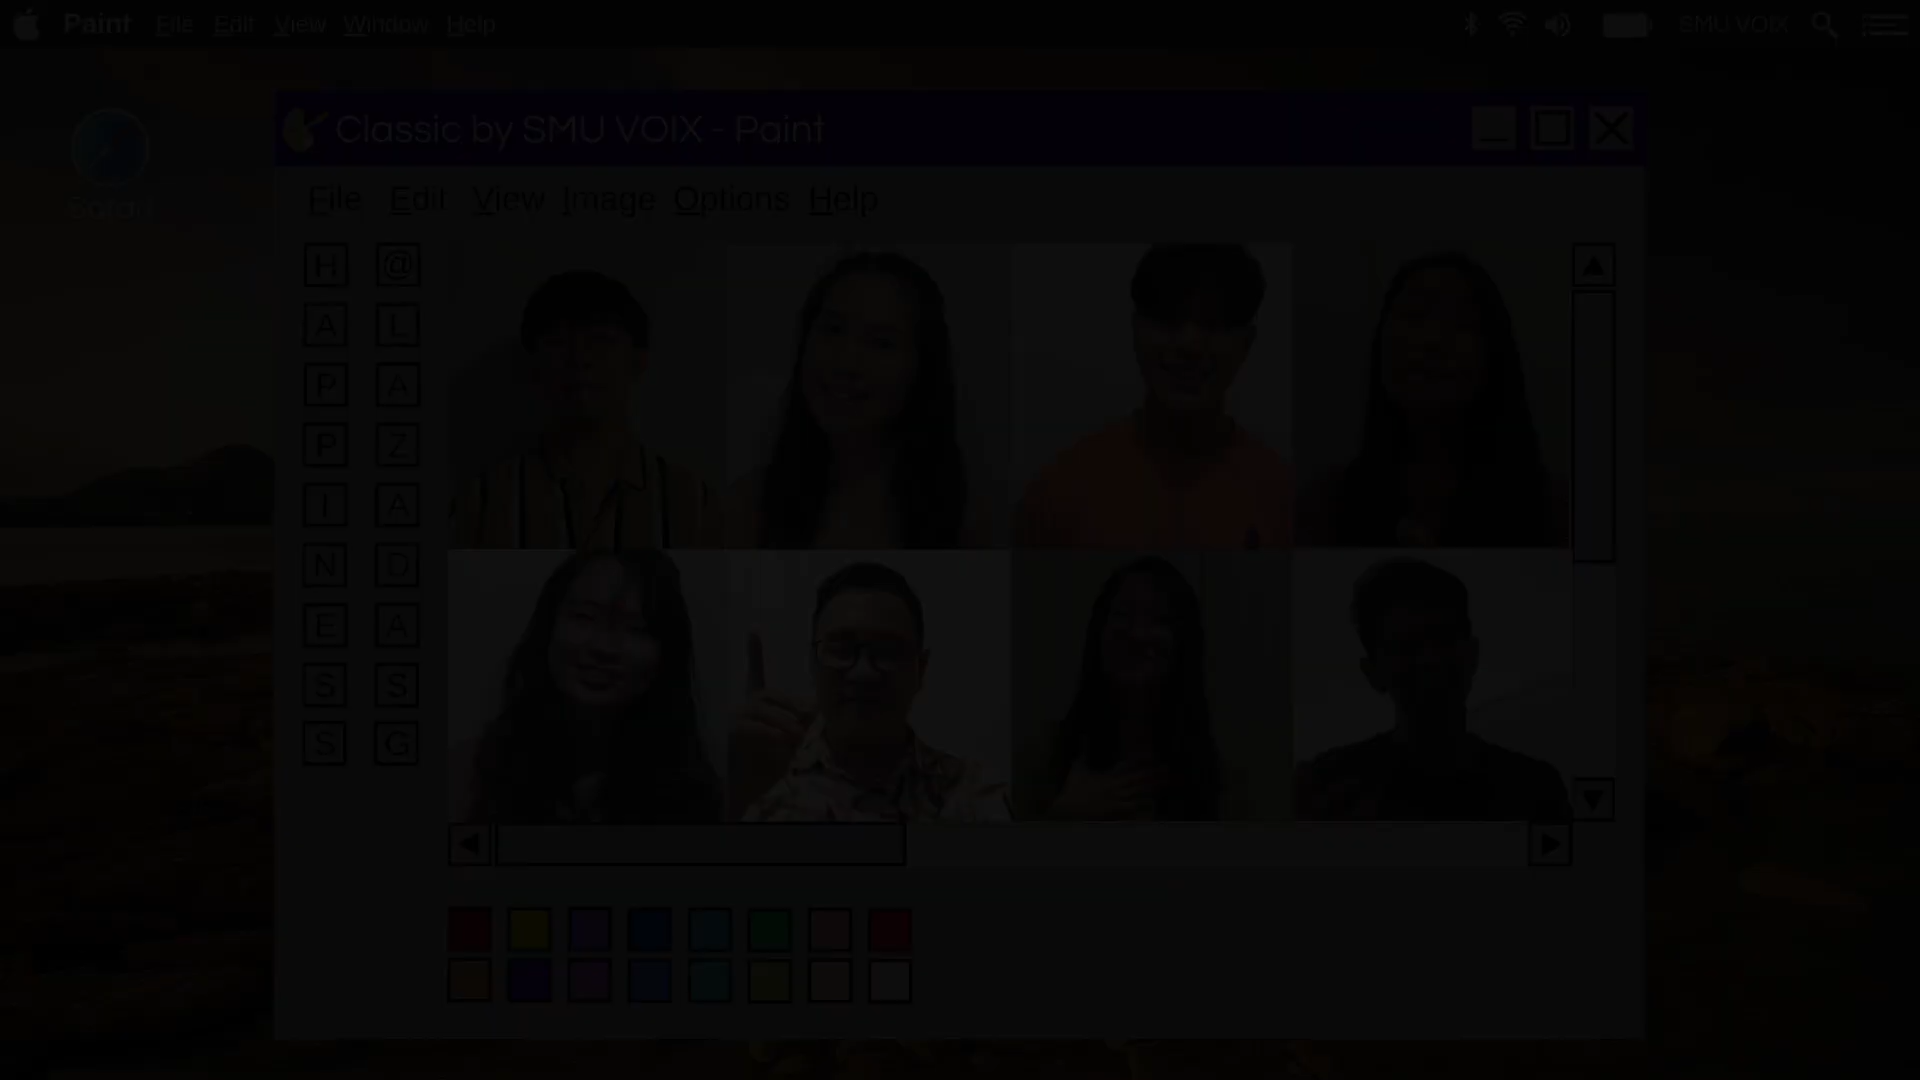 Paint File Edit View Window Help SMU VOIX
Safari
Classic by SMU VOIX - Paint
File Edit View Image Options Help
H @
A L
P A
P Z
I A
N D
E A
S S
S G